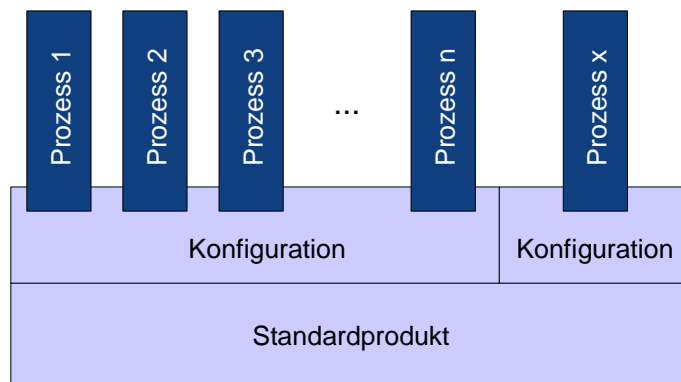 Prozess 1
Prozess 2
Prozess 3
...
Prozess n
Prozess x
Konfiguration
Konfiguration
Standardprodukt